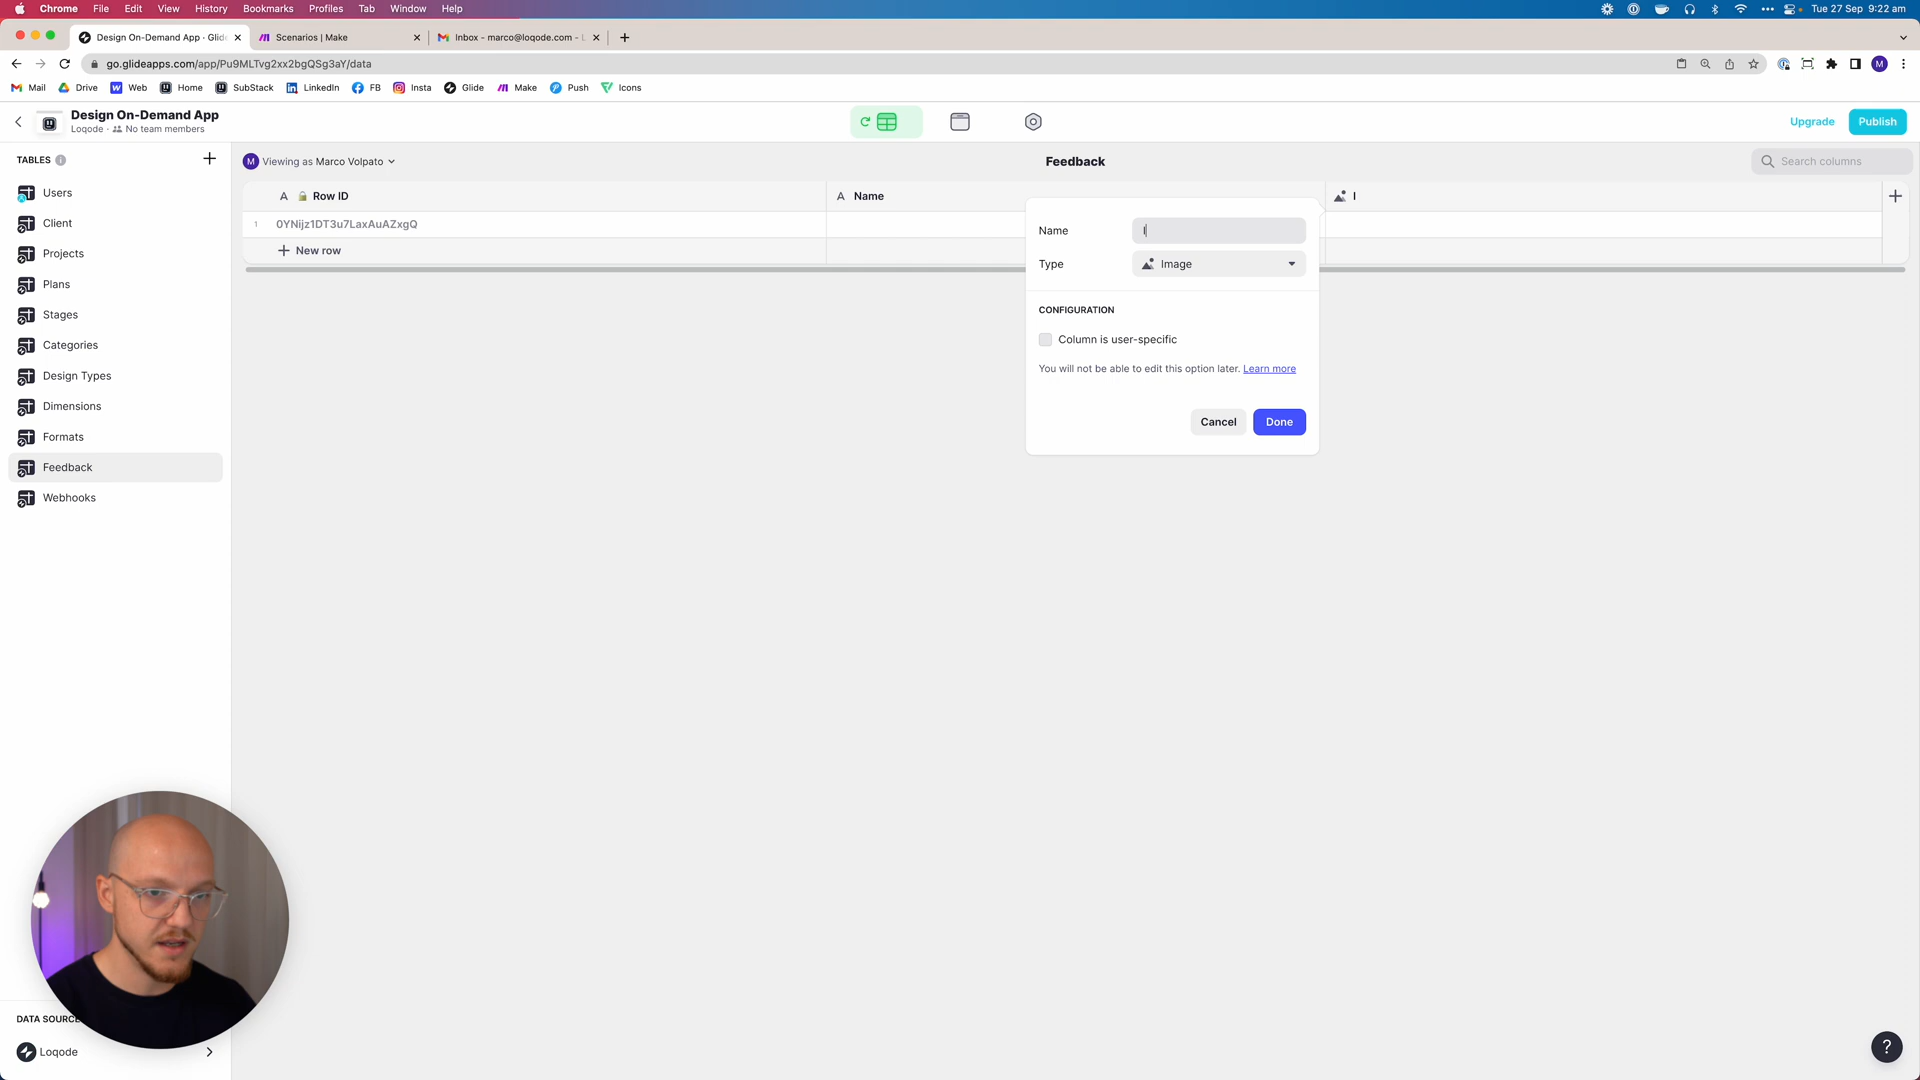 Chrome File Edit View History Bookmarks Profiles Tab Window Help Tue 27 Sep 9:22 am
Design On-Demand App · Glid Scenarios | Make Inbox - marco@loqode.com -
go.glideapps.com/app/Pu9MLTvg2xx2bgQSg3aY/data M
Mail Drive Web Home SubStack LinkedIn FB Insta Glide Make Push Icons
Design On-Demand App
Loqode · No team members
Upgrade Publish
TABLES
M Viewing as Marco Volpato
Feedback
Search columns
Users
Client
Projects
Plans
Stages
Categories
Design Types
Dimensions
Formats
Feedback
Webhooks
A Row ID A Name I
1 0YNijz1DT3u7LaxAuAZxgQ
New row
Name I
Type Image
CONFIGURATION
Column is user-specific
You will not be able to edit this option later. Learn more
Cancel Done
DATA SOURC
Loqode
?